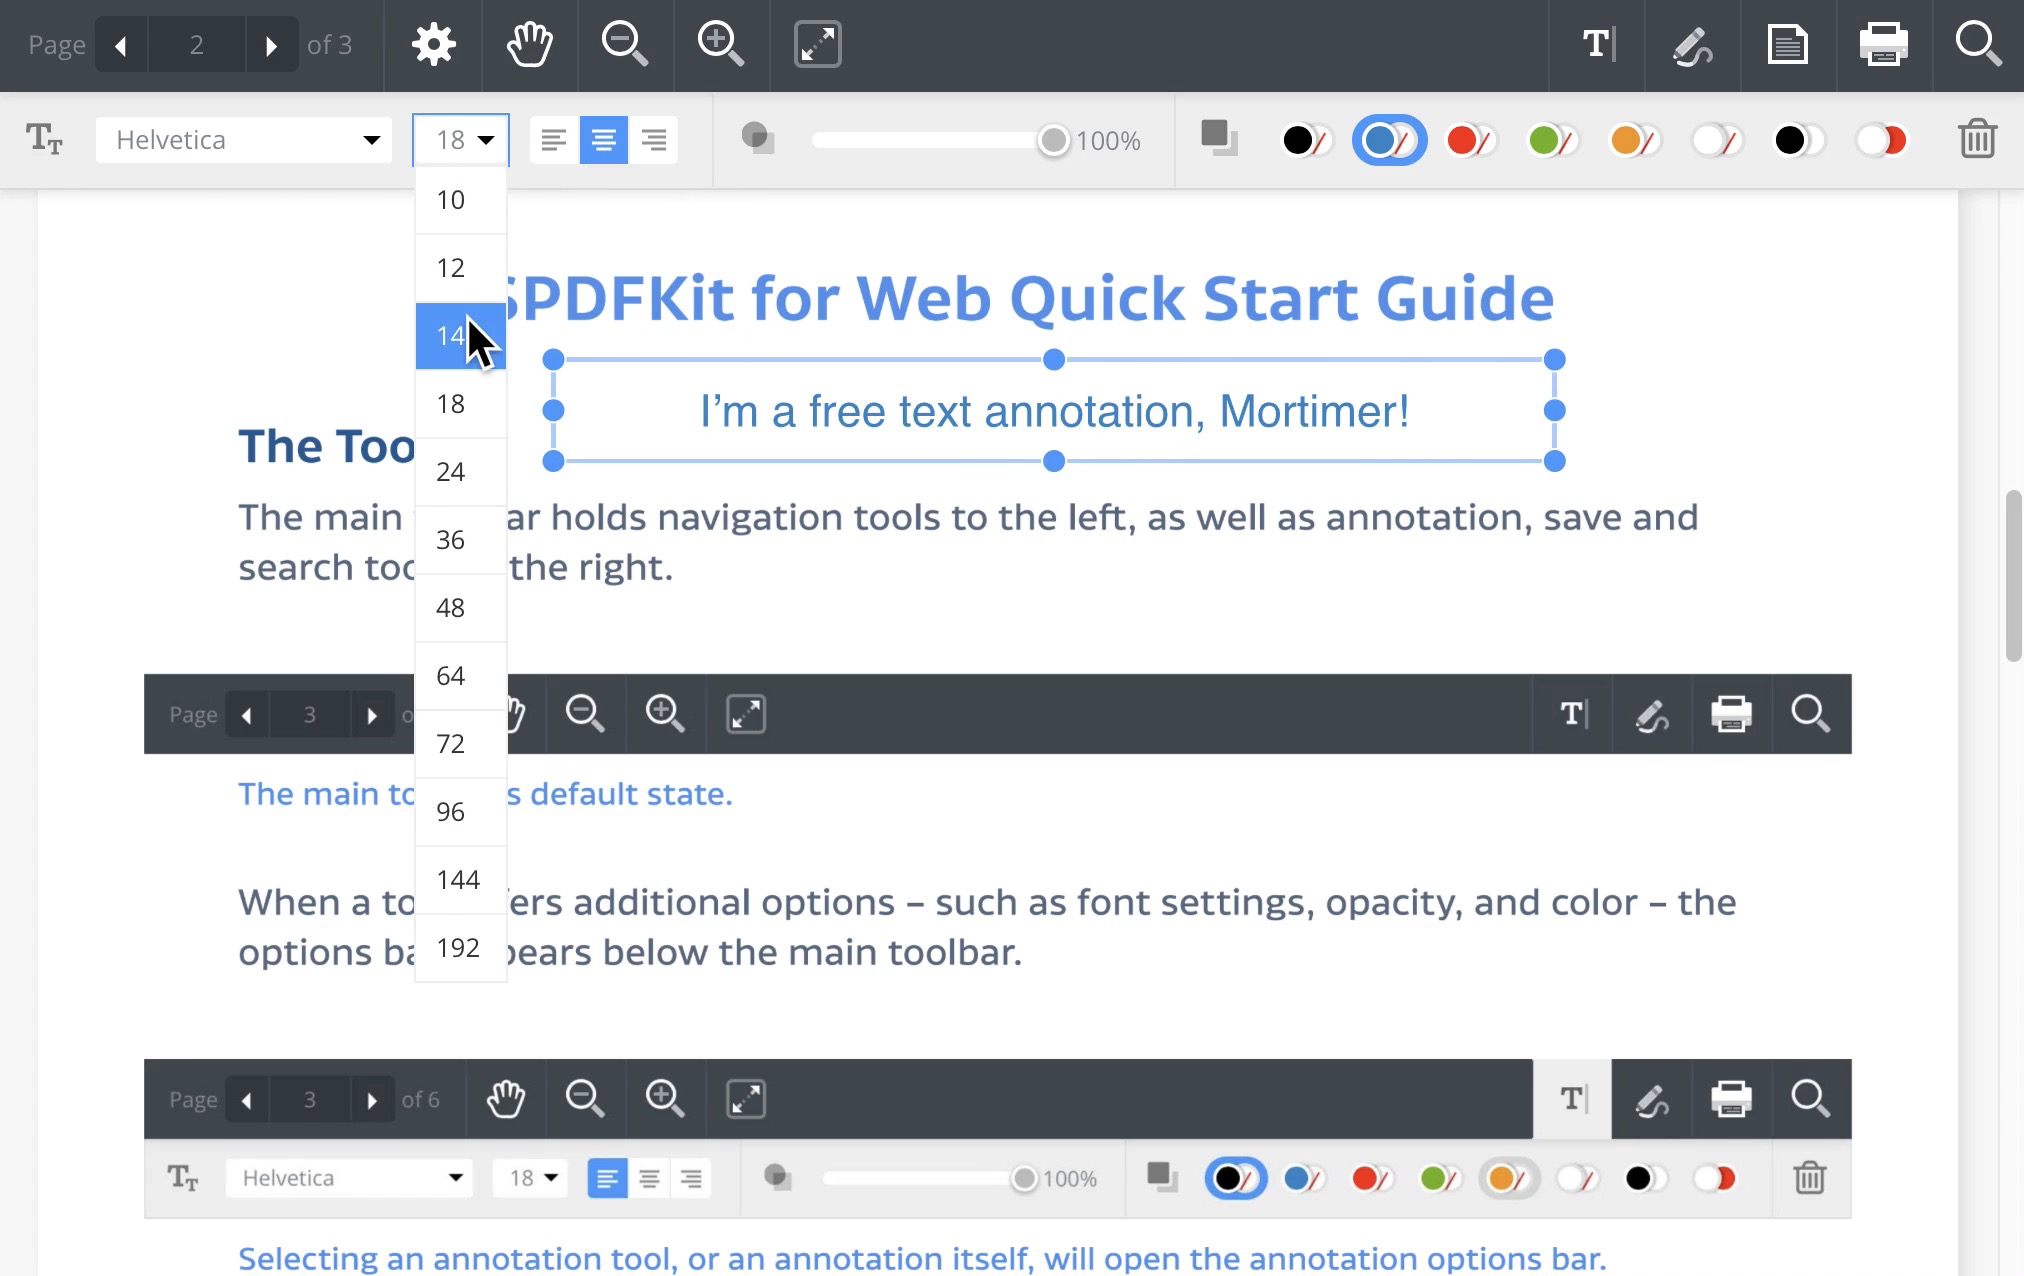 Page 2 of 3
Helvetica 18 100%
10
12
14
18
24
36
48
64
72
96
144
192
SPDFKit for Web Quick Start Guide
I'm a free text annotation, Mortimer!
The Too
The main ar holds navigation tools to the left, as well as annotation, save and
search too the right.
Page 3 o
The main to s default state.
When a to fers additional options – such as font settings, opacity, and color – the
options ba pears below the main toolbar.
Page 3 of 6
Helvetica 18 100%
Selecting an annotation tool, or an annotation itself, will open the annotation options bar.